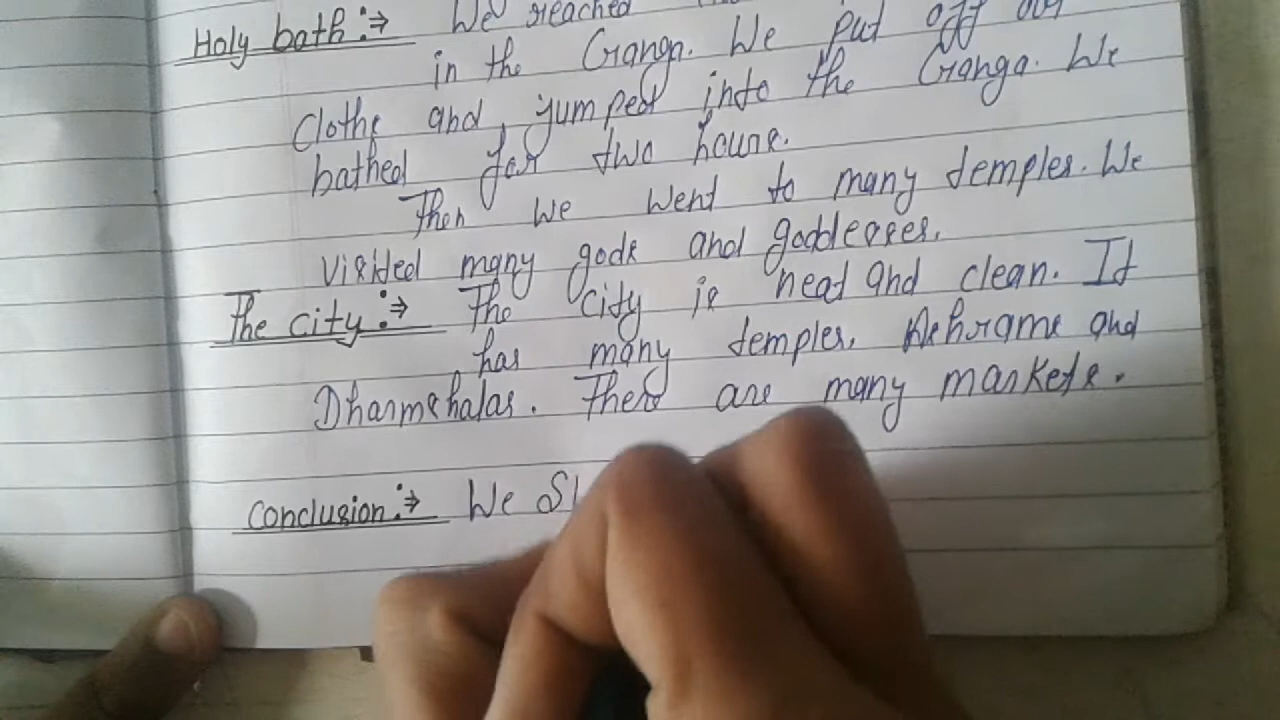 Holy bath :⇒ We reached
in the Ganga. We put off our
clothe and jumped into the Ganga. We
bathed for two hours.
Then we went to many temples. We
visited many gods and goddesses.
The city :⇒ The city is neat and clean. It
has many temples, Ashrams and
Dharmshalas. There are many markets.
Conclusion :⇒ We